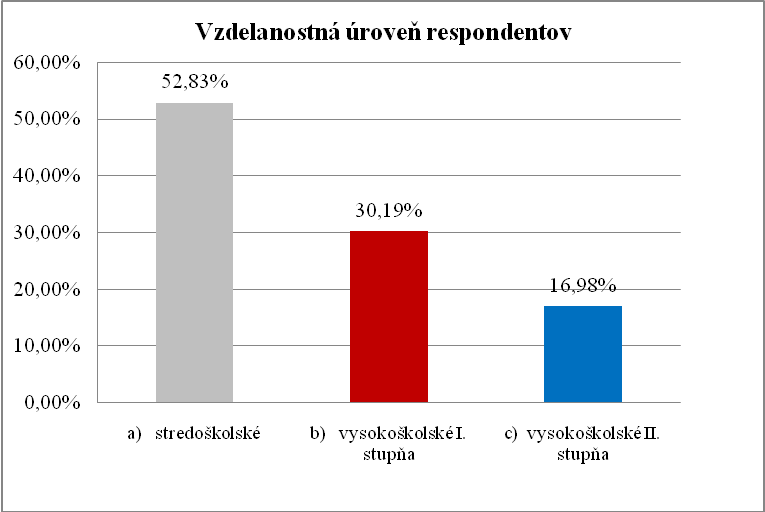 Vzdelanostná úroveň respondentov
60,00%
50,00%
40,00%
30,00%
20,00%
10,00%
0,00%
52,83%
30,19%
16,98%
a) stredoškolské
b) vysokoškolské I.
stupňa
c) vysokoškolské II.
stupňa